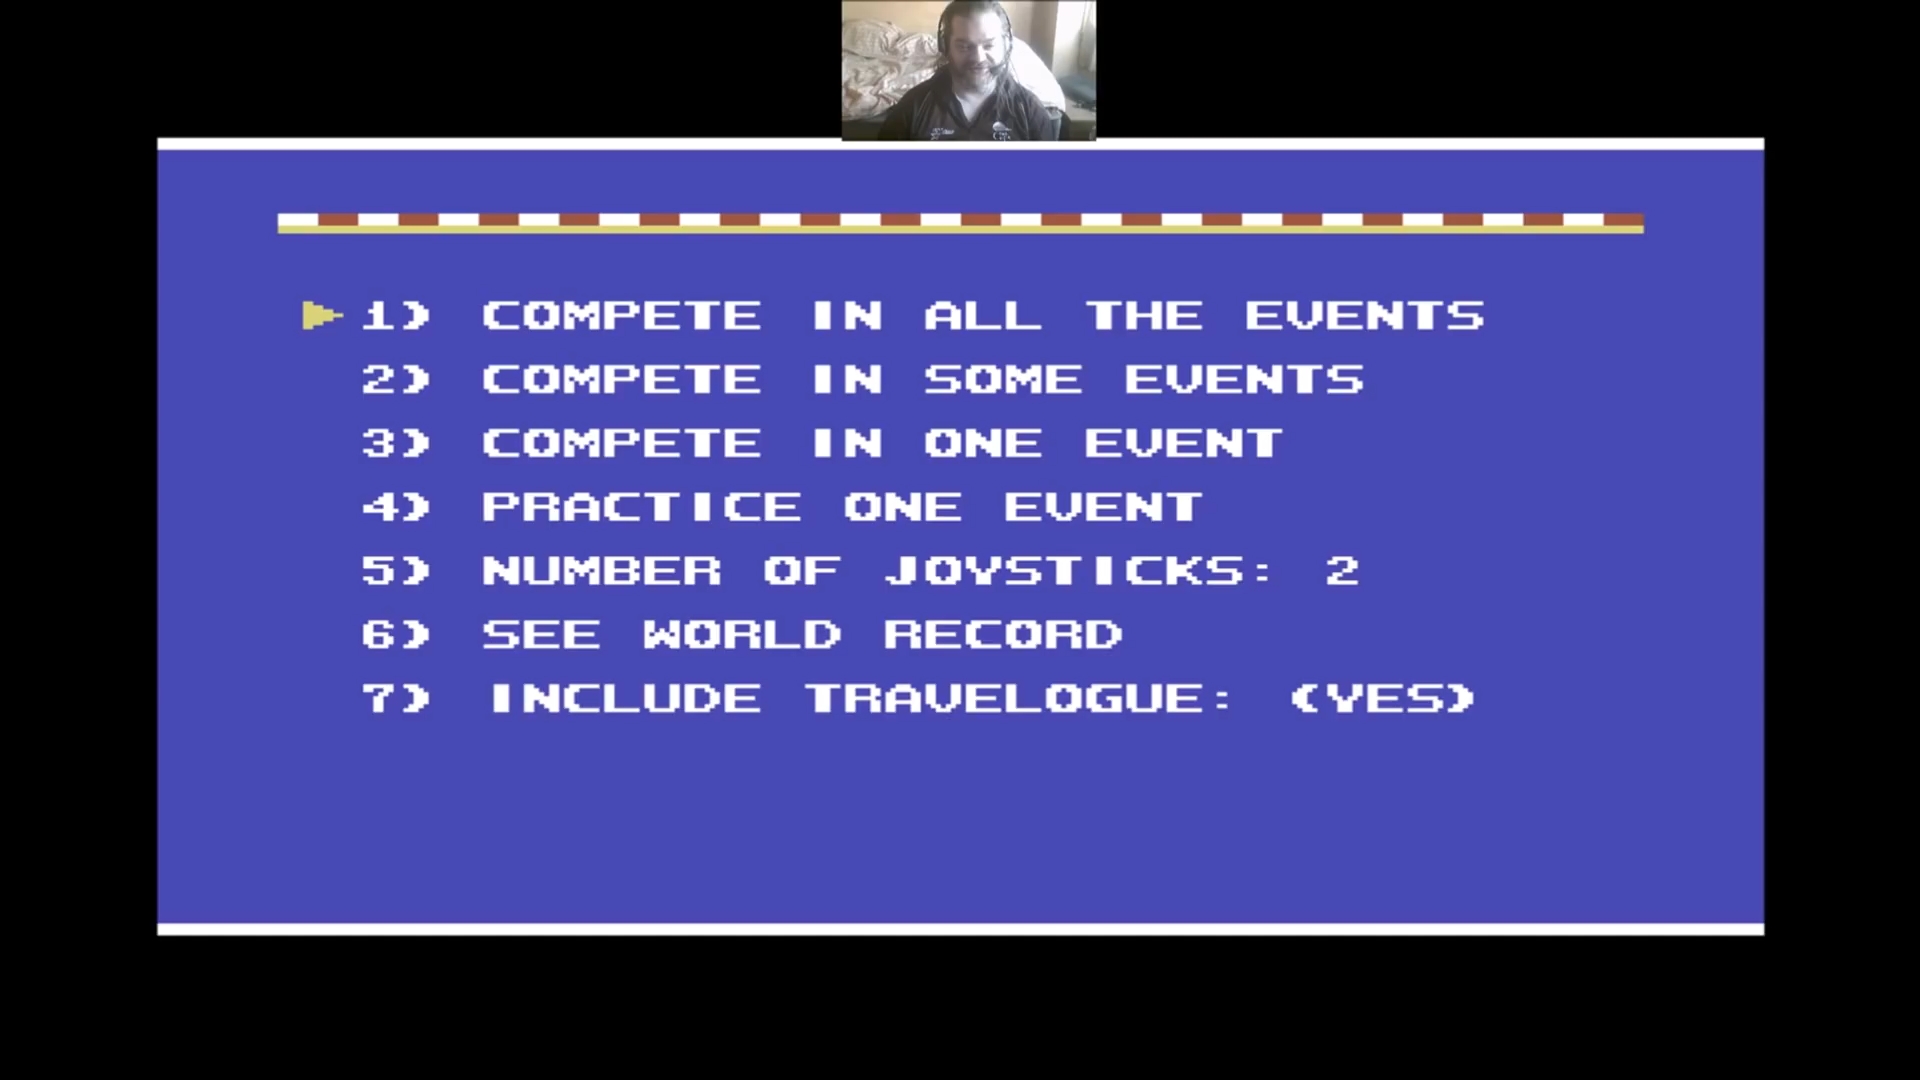 1) COMPETE IN ALL THE EVENTS
2) COMPETE IN SOME EVENTS
3) COMPETE IN ONE EVENT
4) PRACTICE ONE EVENT
5) NUMBER OF JOYSTICKS: 2
6) SEE WORLD RECORD
7) INCLUDE TRAVELOGUE: (YES)